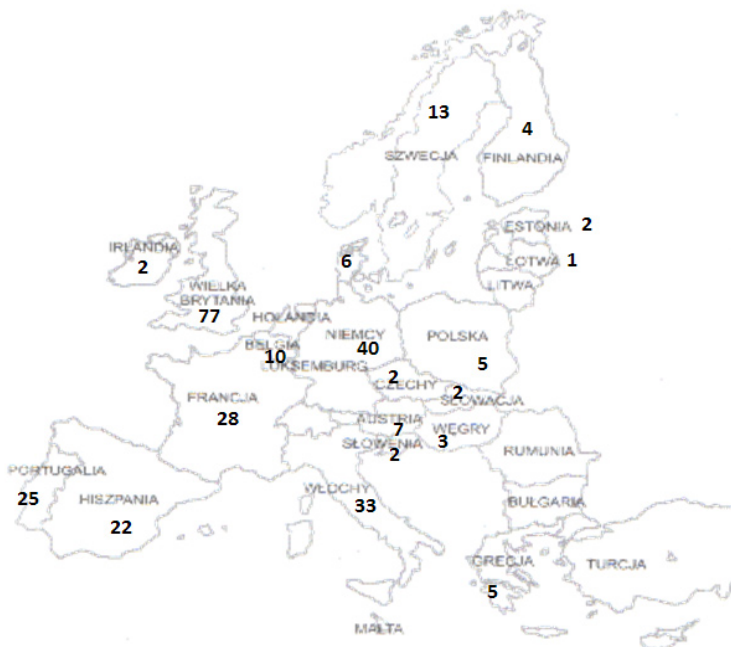 13
4
SZWECJA
FINLANDIA
ESTONIA 2
IRLANDIA
2
6
ŁOTWA 1
LITWA
WIELKA
BRYTANIA
77
HOLANDIA
NIEMCY
40
POLSKA
5
BELGIA
10
LUKSEMBURG
2
CZECHY
2
SŁOWACJA
FRANCJA
28
AUSTRIA
7
WĘGRY
3
SŁOWENIA
2
RUMUNIA
PORTUGALIA
25
HISZPANIA
22
WŁOCHY
33
BUŁGARIA
GRECJA
5
TURCJA
MALTA